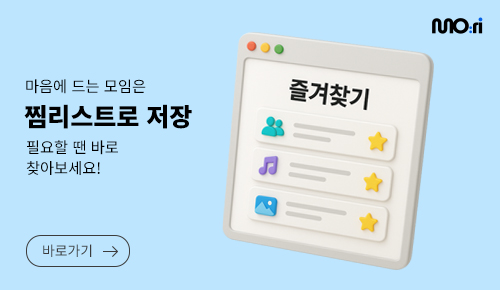 MO:ri
마음에 드는 모임은
찜리스트로 저장
필요할 땐 바로
찾아보세요!
바로가기
즐겨찾기